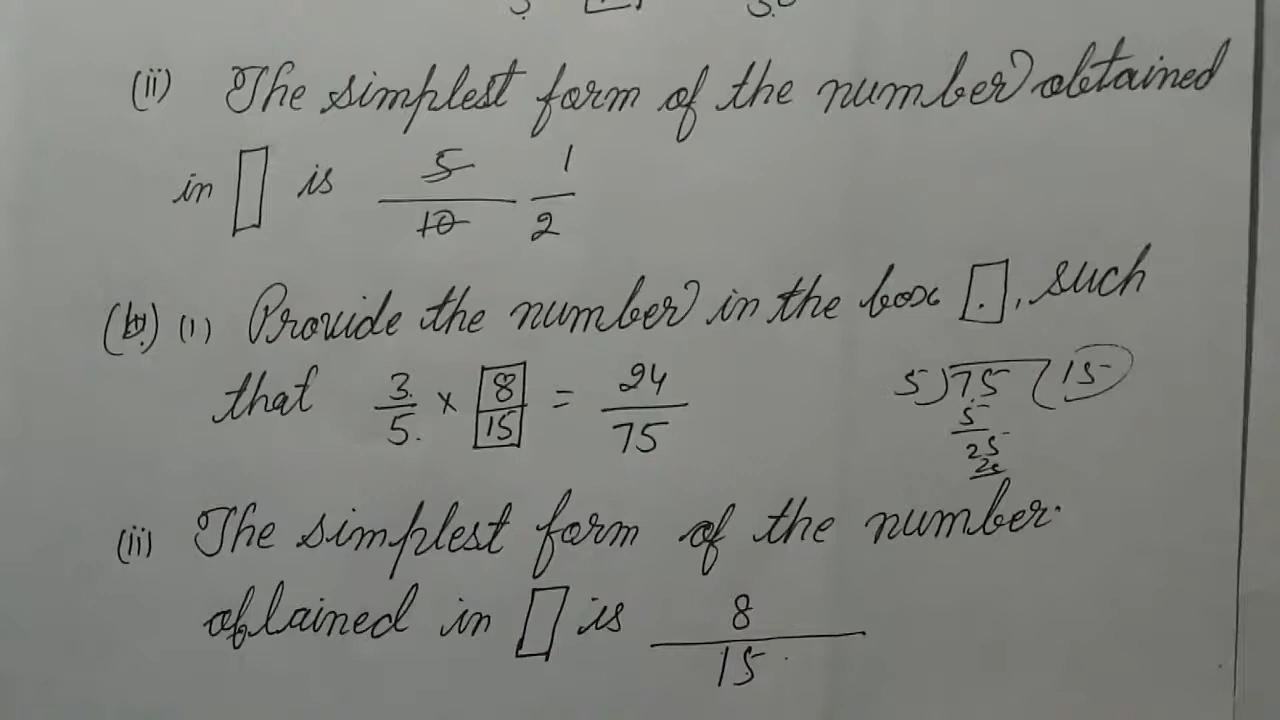 (ii) The simplest form of the number obtained
in □ is 5/10 1/2
(b) (i) Provide the number in the box □, such
that 3/5 × 8/15 = 24/75
5)75(15
5
25
25
(ii) The simplest form of the number
obtained in □ is 8/15